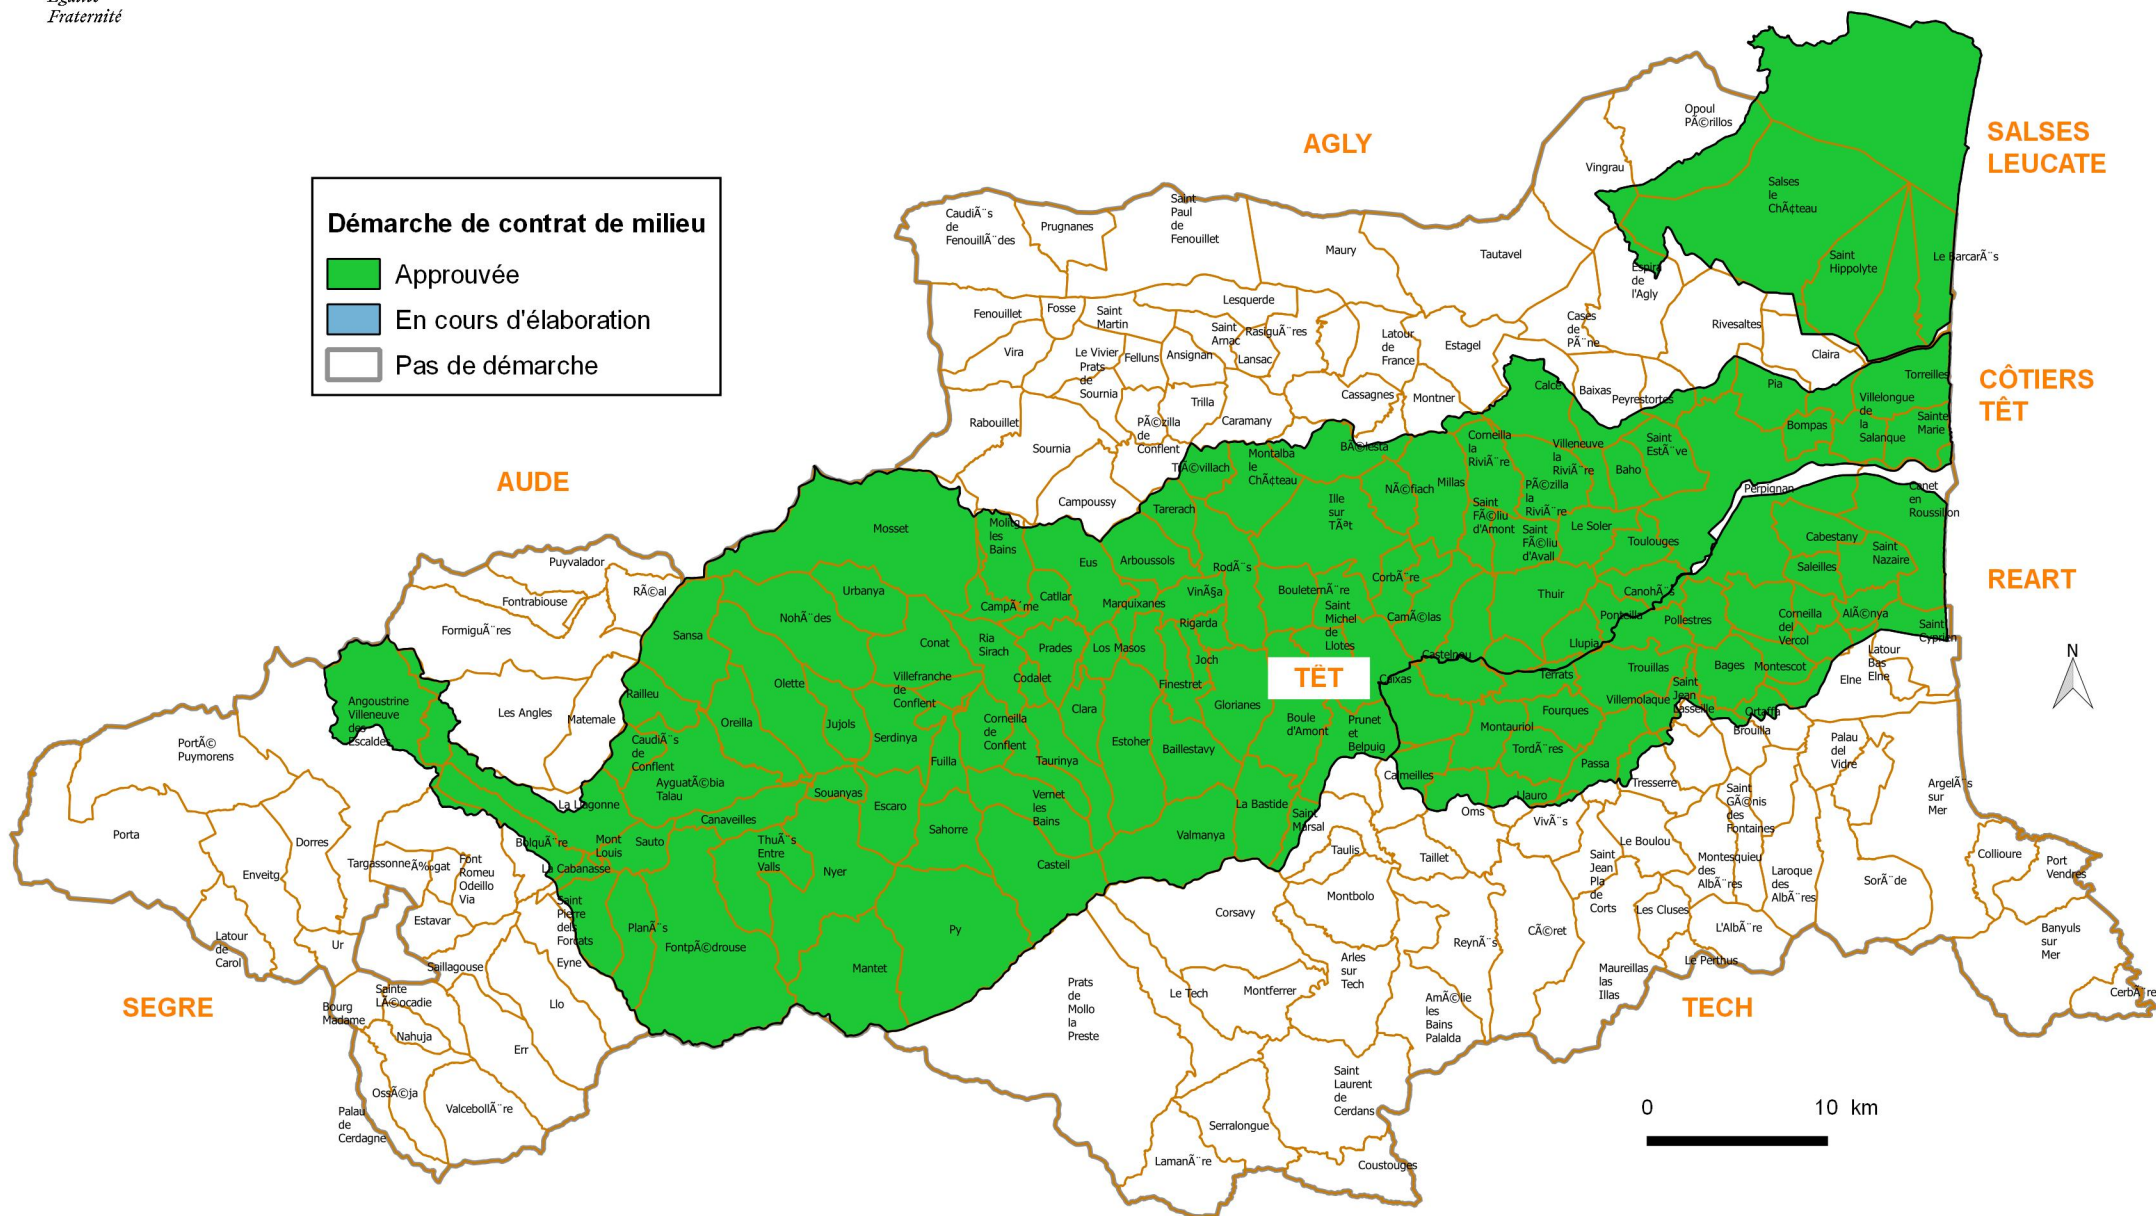 Fraternité
AGLY
SALSES
LEUCATE
CÔTIERS
TÊT
REART
AUDE
TÊT
SEGRE
TECH
Démarche de contrat de milieu
Approuvée
En cours d'élaboration
Pas de démarche
N
0 10 km
Opoul
PÃ©rillos
Vingrau
Salses
le
ChÃ¢teau
Saint
Hippolyte
Le BarcarÃ¨s
CaudiÃ¨s
de
FenouillÃ¨des
Prugnanes
Saint
Paul
de
Fenouillet
Maury
Tautavel
Espira
de
l'Agly
Cases
de
PÃ¨ne
Rivesaltes
Claira
Fenouillet
Fosse
Saint
Martin
Lesquerde
Saint
Arnac
RasiguÃ¨res
Lansac
Latour
de
France
Estagel
Vira
Le Vivier
Prats
de
Sournia
Felluns
Ansignan
Trilla
Caramany
Cassagnes
Montner
Calce
Baixas
Peyrestortes
Pia
Torreilles
Villelongue
de
la
Salanque
Sainte
Marie
Bompas
Rabouillet
Sournia
PÃ©zilla
de
Conflent
Campoussy
TrÃ©villach
Montalba
le
ChÃ¢teau
BÃ©lesta
Corneilla
la
RiviÃ¨re
Villeneuve
la
RiviÃ¨re
Saint
EstÃ¨ve
Baho
Perpignan
Canet
en
Roussillon
Mosset
Molitg
les
Bains
Tarerach
Ille
sur
TÃªt
NÃ©fiach
Millas
Saint
FÃ©liu
d'Amont
PÃ©zilla
la
RiviÃ¨re
Saint
FÃ©liu
d'Avall
Le Soler
Toulouges
Cabestany
Saint
Nazaire
Saleilles
Puyvalador
Fontrabiouse
RÃ©al
FormiguÃ¨res
Urbanya
NohÃ¨des
Sansa
Conat
Eus
Arboussols
RodÃ¨s
VinÃ§a
BouleternÃ¨re
Saint
Michel
de
Llotes
CorbÃ¨re
CamÃ©las
Thuir
CanohÃ¨s
Ponteilla
Pollestres
Corneilla
del
Vercol
AlÃ©nya
Saint
Cyprien
Catllar
Marquixanes
Rigarda
Ria
Sirach
Prades
Los Masos
Joch
Codalet
Finestret
Glorianes
Castelnou
Llupia
Caixas
Terrats
Trouillas
Bages
Montescot
Latour
Bas
Elne
Elne
Angoustrine
Villeneuve
des
Escaldes
Les Angles
Matemale
Railleu
Olette
Oreilla
Jujols
Villefranche
de
Conflent
Serdinya
Corneilla
de
Conflent
Clara
Estoher
Baillestavy
Boule
d'Amont
Prunet
et
Belpuig
Montauriol
Fourques
Villemolaque
Saint
Jean
Lasseille
Ortaffa
Brouilla
Palau
del
Vidre
TordÃ¨res
Passa
Tresserre
PortÃ©
Puymorens
CaudiÃ¨s
de
Conflent
AyguatÃ©bia
Talau
Fuilla
Taurinya
Souanyas
Escaro
Vernet
les
Bains
Calmeilles
Llauro
Oms
VivÃ¨s
Saint
GÃ©nis
des
Fontaines
ArgelÃ¨s
sur
Mer
Porta
La Llagonne
Canaveilles
Sahorre
Valmanya
La Bastide
Saint
Marsal
Dorres
BolquÃ¨re
Mont
Louis
Sauto
ThuÃ¨s
Entre
Valls
Nyer
Casteil
Taulis
Taillet
Le Boulou
Montesquieu
des
AlbÃ¨res
Laroque
des
AlbÃ¨res
SorÃ¨de
Collioure
Port
Vendres
Enveitg
Targassonne
Ã‰gat
Font
Romeu
Odeillo
Via
La Cabanasse
Saint
Pierre
dels
Forcats
PlanÃ¨s
FontpÃ©drouse
Py
Mantet
Corsavy
Montbolo
ReynÃ¨s
CÃ©ret
Saint
Jean
Pla
de
Corts
Les Cluses
L'AlbÃ¨re
Le Perthus
Maureillas
las
Illas
Banyuls
sur
Mer
Latour
de
Carol
Ur
Estavar
Saillagouse
Eyne
Llo
Bourg
Madame
Sainte
LÃ©ocadie
Nahuja
Err
OssÃ©ja
ValcebollÃ¨re
Palau
de
Cerdagne
Prats
de
Mollo
la
Preste
Le Tech
Montferrer
Arles
sur
Tech
AmÃ©lie
les
Bains
Palalda
Saint
Laurent
de
Cerdans
Serralongue
LamanÃ¨re
Coustouges